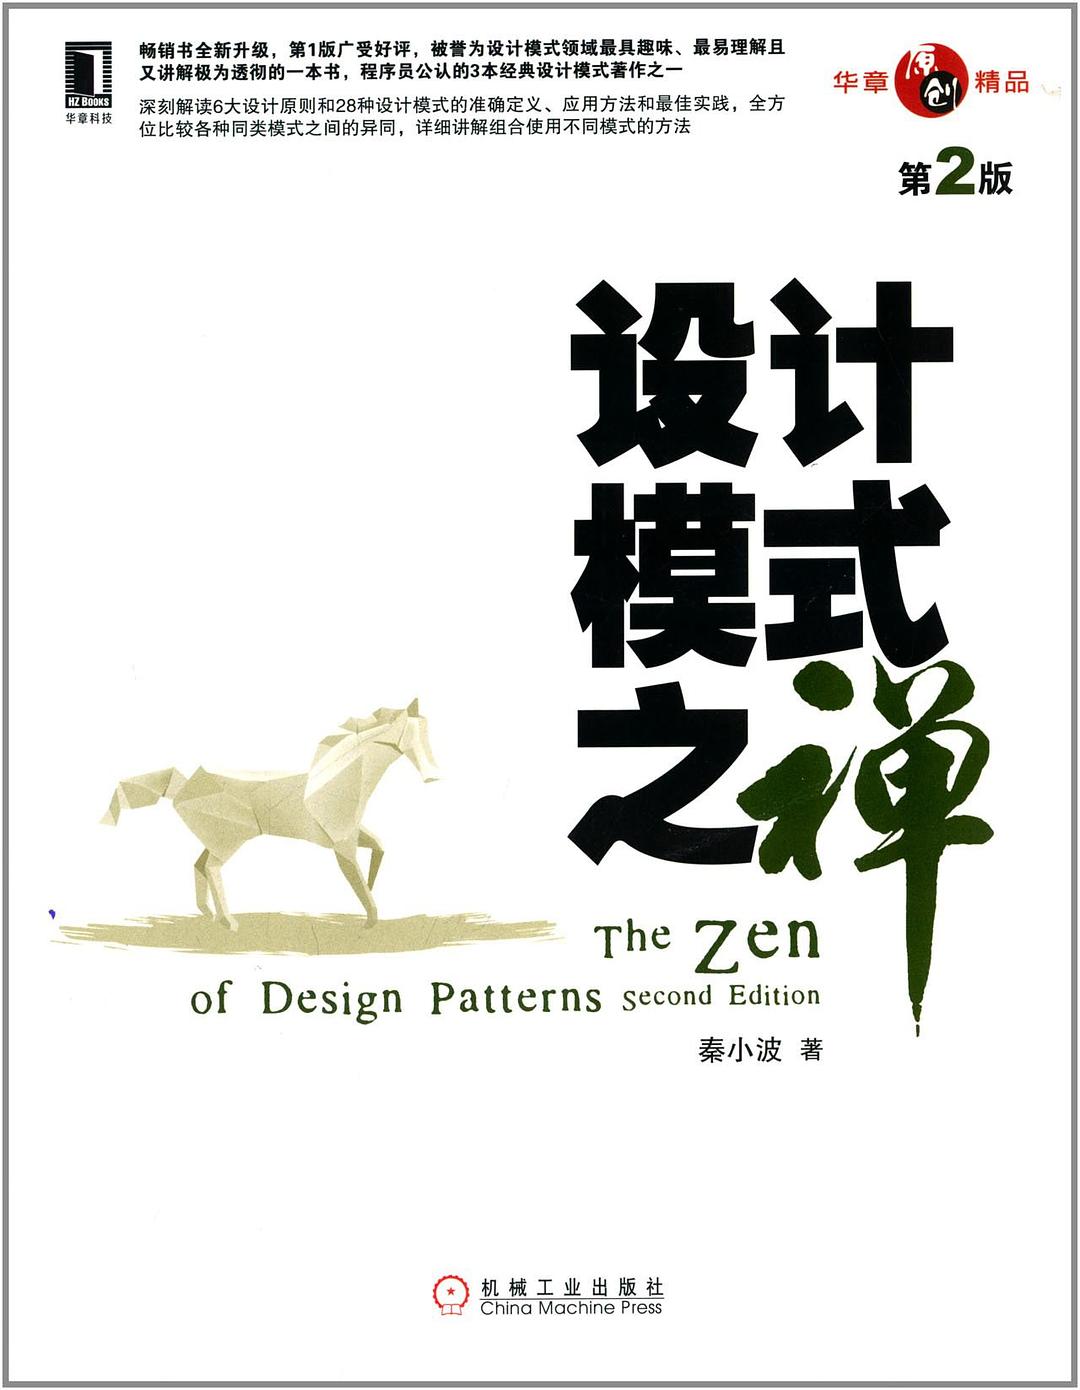 HZ BOOKS
华章科技
畅销书全新升级，第1版广受好评，被誉为设计模式领域最具趣味、最易理解且
又讲解极为透彻的一本书，程序员公认的3本经典设计模式著作之一
深刻解读6大设计原则和28种设计模式的准确定义、应用方法和最佳实践，全方
位比较各种同类模式之间的异同，详细讲解组合使用不同模式的方法
华章原创精品
第2版
设计
模式
之禅
The Zen
of Design Patterns Second Edition
秦小波 著
机械工业出版社
China Machine Press